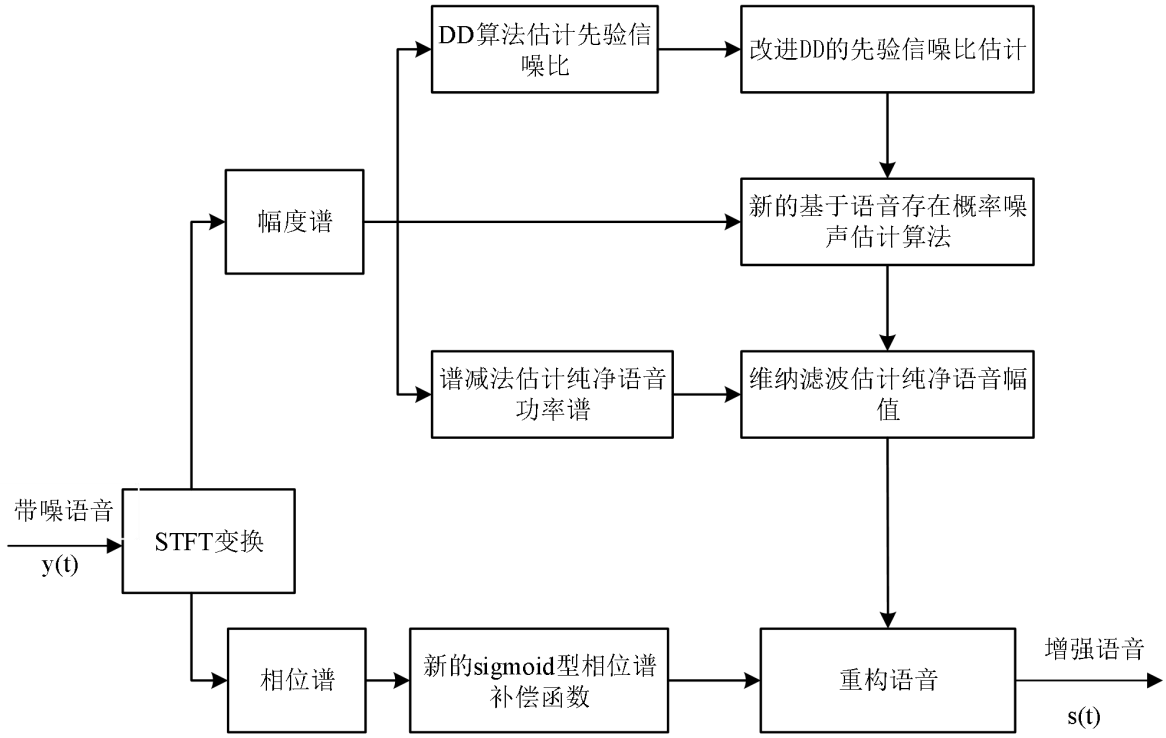 DD算法估计先验信
噪比
改进DD的先验信噪比估计
幅度谱
新的基于语音存在概率噪
声估计算法
谱减法估计纯净语音
功率谱
维纳滤波估计纯净语音幅
值
带噪语音
y(t)
STFT变换
相位谱
新的sigmoid型相位谱
补偿函数
重构语音
增强语音
s(t)